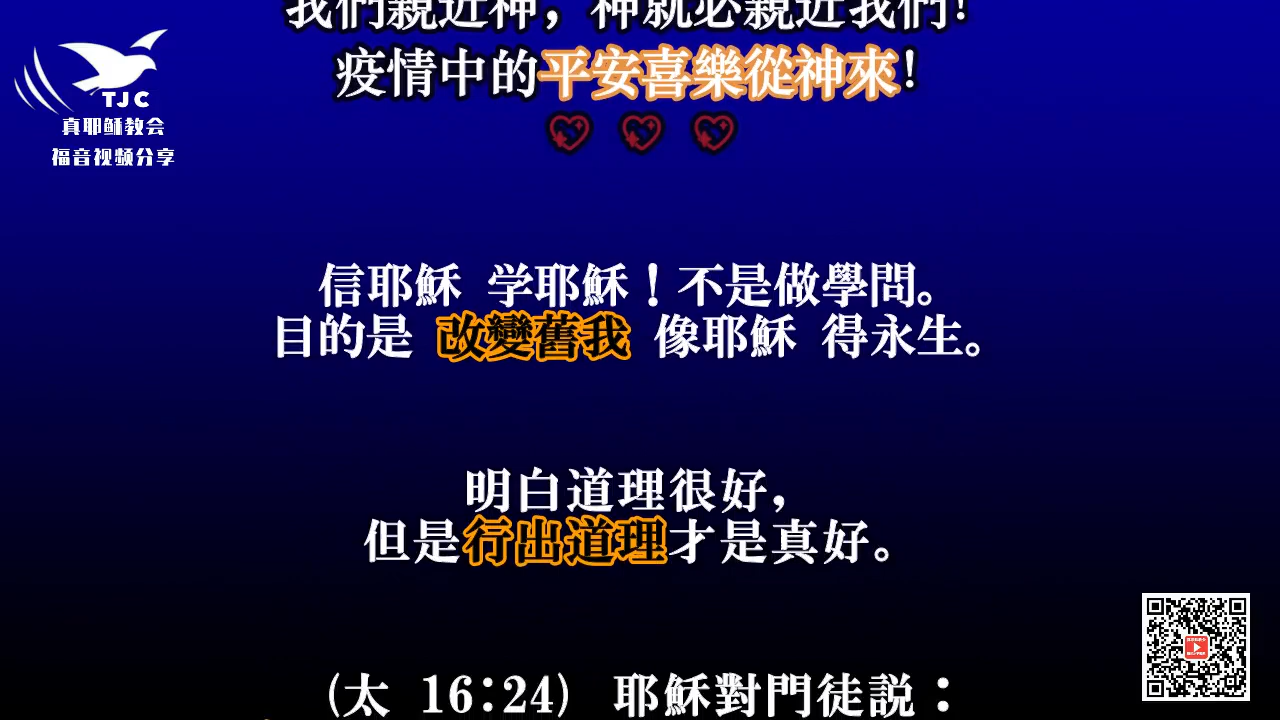 我們親近神，神就必親近我們！
疫情中的平安喜樂從神來！
TJC
真耶稣教会
福音视频分享
信耶穌 学耶穌！不是做學問。
目的是 改變舊我 像耶穌 得永生。
明白道理很好，
但是行出道理才是真好。
(太 16:24) 耶穌對門徒説：